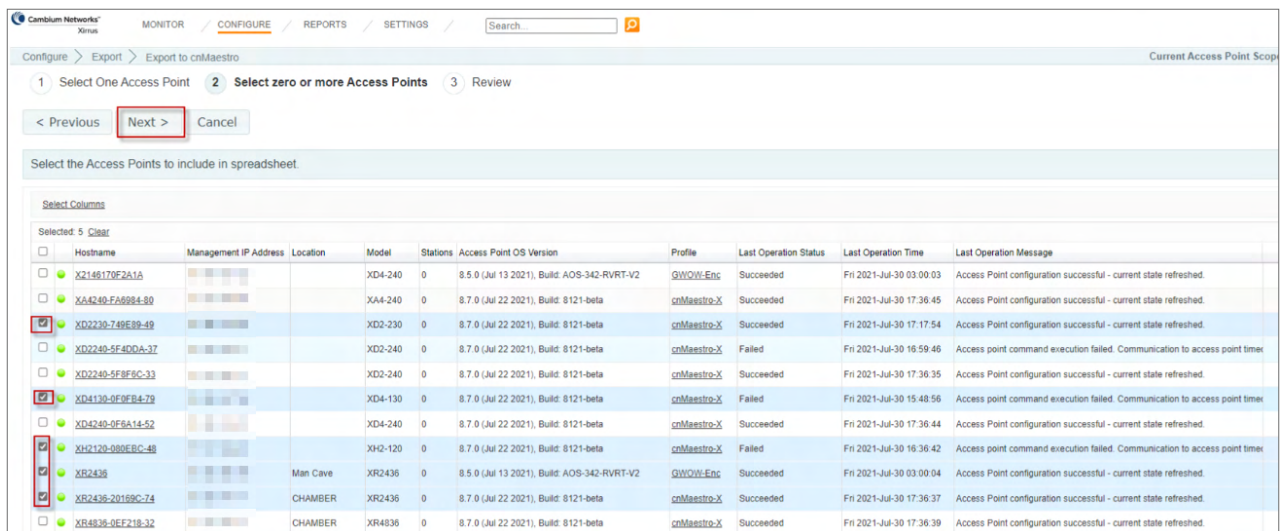 Cambium Networks™ MONITOR / CONFIGURE / REPORTS / SETTINGS / Search...
Xirrus
Configure > Export > Export to cnMaestro Current Access Point Scope
1 Select One Access Point 2 Select zero or more Access Points 3 Review
< Previous Next > Cancel
Select the Access Points to include in spreadsheet.
Select Columns
Selected: 5 Clear
Hostname Management IP Address Location Model Stations Access Point OS Version Profile Last Operation Status Last Operation Time Last Operation Message
X2146170F2A1A XD4-240 0 8.5.0 (Jul 13 2021), Build: AOS-342-RVRT-V2 GWOW-Enc Succeeded Fri 2021-Jul-30 03:00:03 Access Point configuration successful - current state refreshed.
XA4240-FA6984-80 XA4-240 0 8.7.0 (Jul 22 2021), Build: 8121-beta cnMaestro-X Succeeded Fri 2021-Jul-30 17:36:45 Access Point configuration successful - current state refreshed.
XD2230-749E89-49 XD2-230 0 8.7.0 (Jul 22 2021), Build: 8121-beta cnMaestro-X Succeeded Fri 2021-Jul-30 17:17:54 Access Point configuration successful - current state refreshed.
XD2240-5F4DDA-37 XD2-240 0 8.7.0 (Jul 22 2021), Build: 8121-beta cnMaestro-X Failed Fri 2021-Jul-30 16:59:46 Access point command execution failed. Communication to access point timed
XD2240-5F8F6C-33 XD2-240 0 8.7.0 (Jul 22 2021), Build: 8121-beta cnMaestro-X Succeeded Fri 2021-Jul-30 17:36:35 Access Point configuration successful - current state refreshed.
XD4130-0F0FB4-79 XD4-130 0 8.7.0 (Jul 22 2021), Build: 8121-beta cnMaestro-X Failed Fri 2021-Jul-30 15:48:56 Access point command execution failed. Communication to access point timed
XD4240-0F6A14-52 XD4-240 0 8.7.0 (Jul 22 2021), Build: 8121-beta cnMaestro-X Succeeded Fri 2021-Jul-30 17:36:44 Access Point configuration successful - current state refreshed.
XH2120-080EBC-48 XH2-120 0 8.7.0 (Jul 22 2021), Build: 8121-beta cnMaestro-X Failed Fri 2021-Jul-30 16:36:42 Access point command execution failed. Communication to access point timed
XR2436 Man Cave XR2436 0 8.5.0 (Jul 13 2021), Build: AOS-342-RVRT-V2 GWOW-Enc Succeeded Fri 2021-Jul-30 03:00:04 Access Point configuration successful - current state refreshed.
XR2436-20169C-74 CHAMBER XR2436 0 8.7.0 (Jul 22 2021), Build: 8121-beta cnMaestro-X Succeeded Fri 2021-Jul-30 17:36:37 Access Point configuration successful - current state refreshed.
XR4836-0EF218-32 CHAMBER XR4836 0 8.7.0 (Jul 22 2021), Build: 8121-beta cnMaestro-X Succeeded Fri 2021-Jul-30 17:36:39 Access Point configuration successful - current state refreshed.